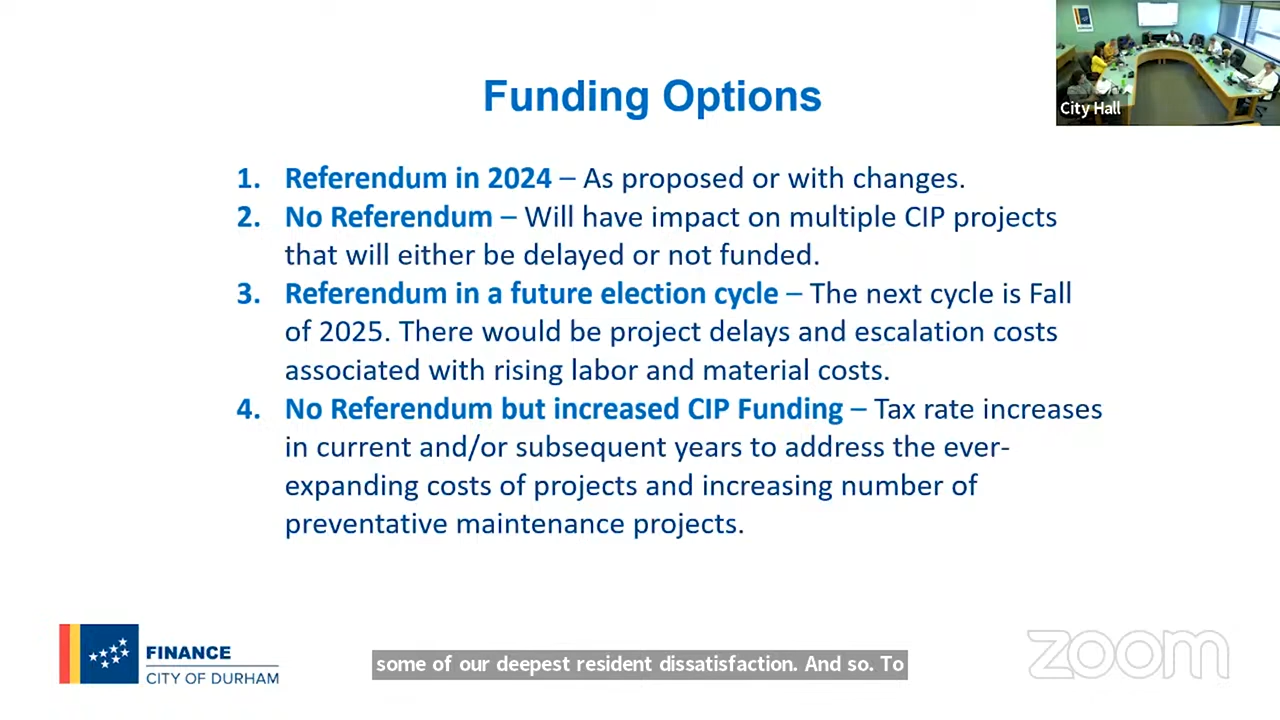 Funding Options
City Hall
1. Referendum in 2024 – As proposed or with changes.
2. No Referendum – Will have impact on multiple CIP projects
that will either be delayed or not funded.
3. Referendum in a future election cycle – The next cycle is Fall
of 2025. There would be project delays and escalation costs
associated with rising labor and material costs.
4. No Referendum but increased CIP Funding – Tax rate increases
in current and/or subsequent years to address the ever-
expanding costs of projects and increasing number of
preventative maintenance projects.
FINANCE
CITY OF DURHAM
some of our deepest resident dissatisfaction. And so. To
zoom